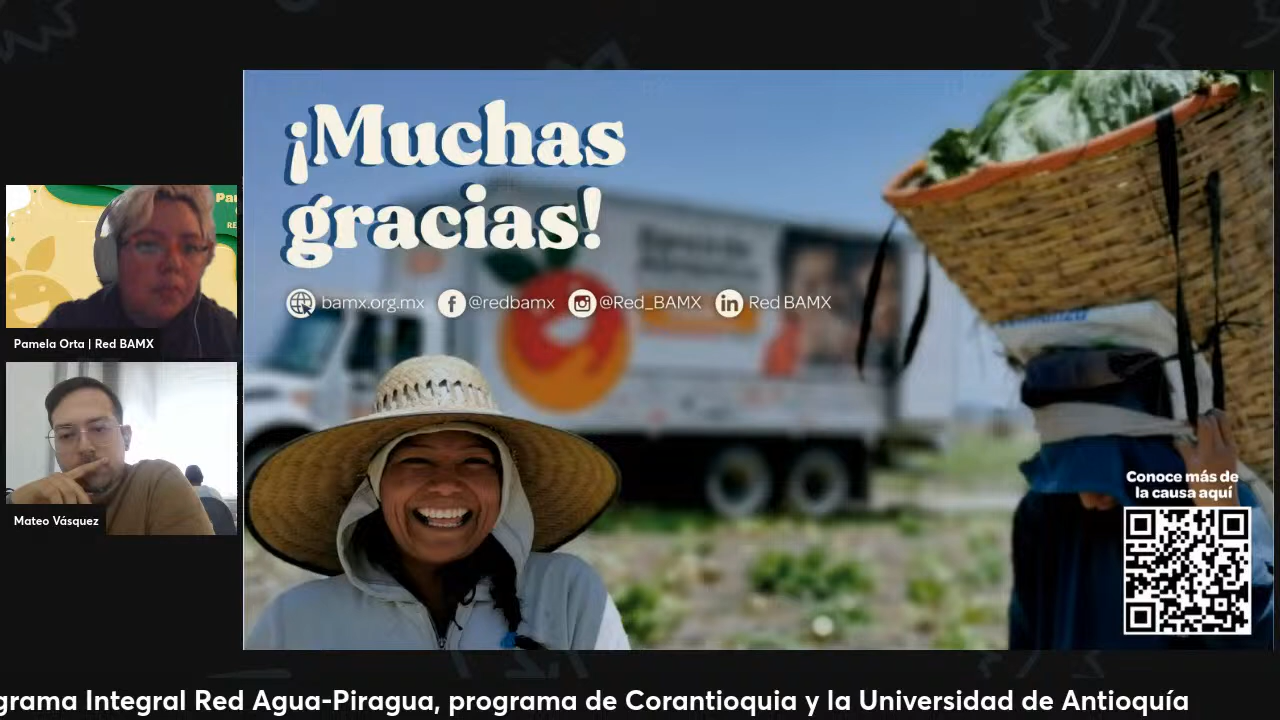 ¡Muchas
gracias!
bamx.org.mx @redbamx @Red_BAMX Red BAMX
Pamela Orta | Red BAMX
Mateo Vásquez
Conoce más de
la causa aquí
grama Integral Red Agua-Piragua, programa de Corantioquia y la Universidad de Antioquía